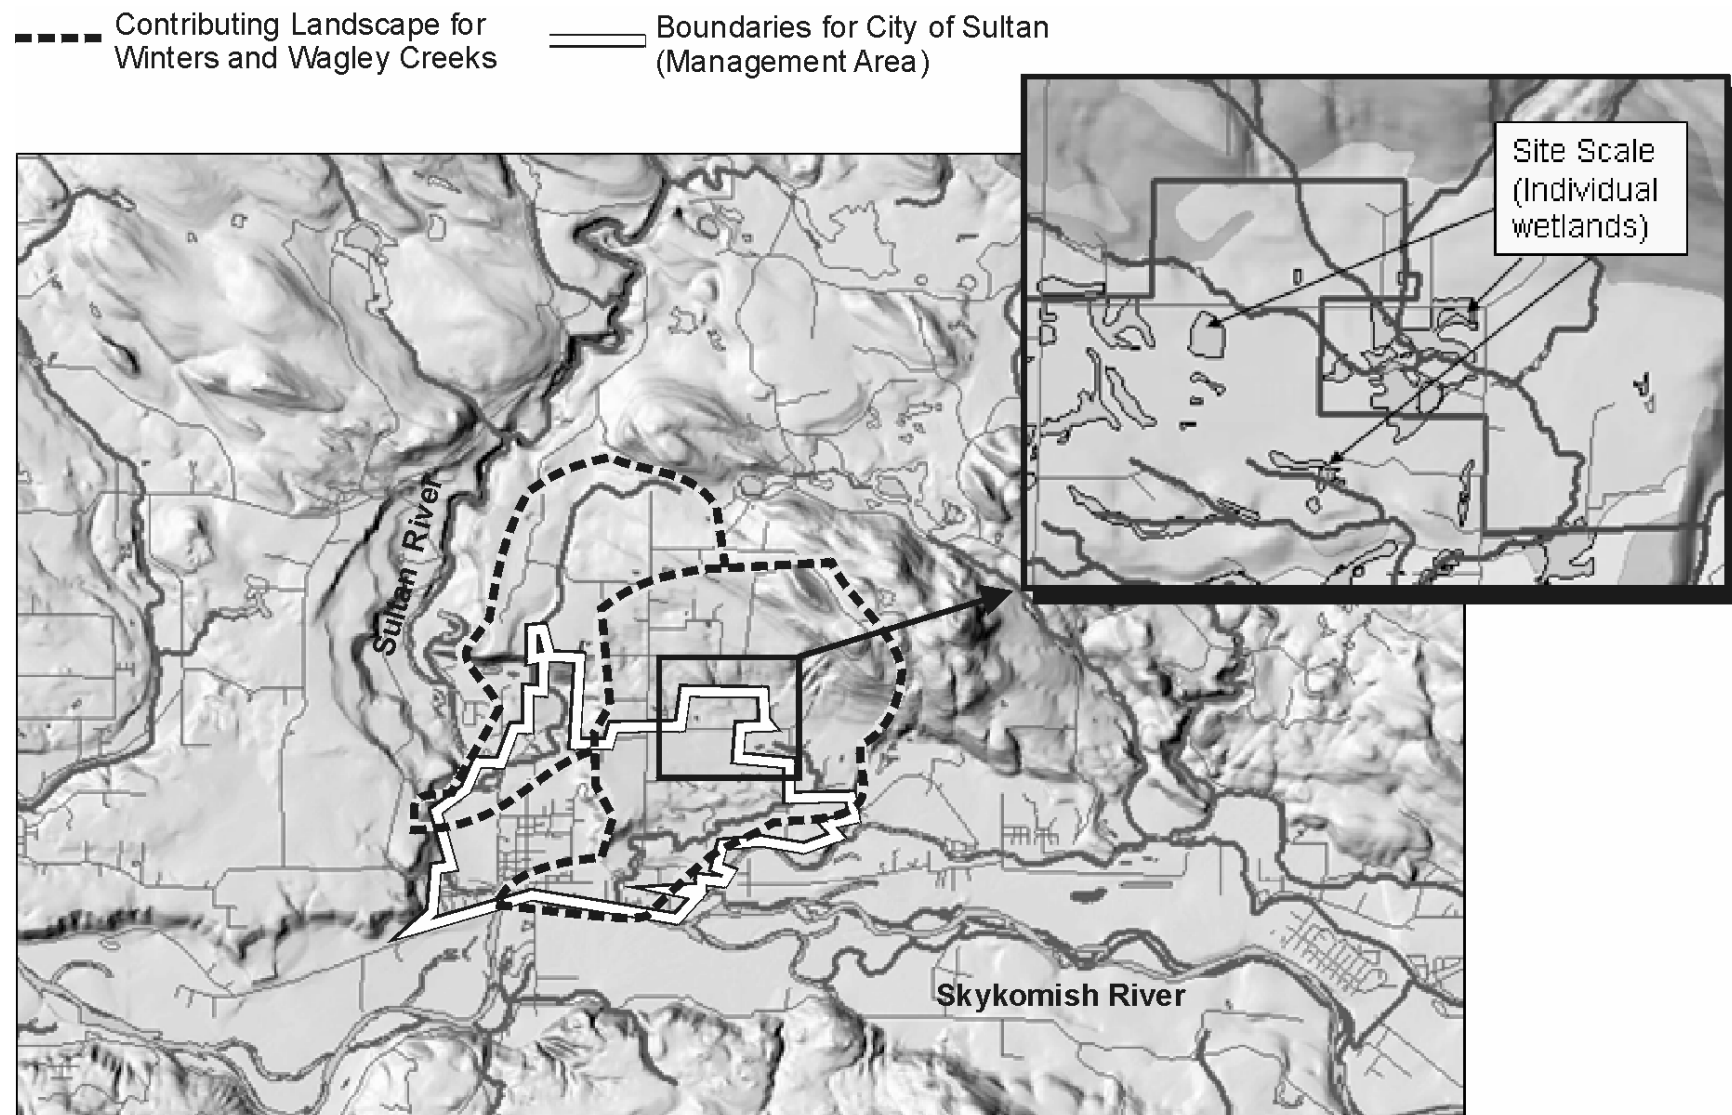 Contributing Landscape for
Winters and Wagley Creeks
Boundaries for City of Sultan
(Management Area)
Site Scale
(Individual
wetlands)
Sultan River
Skykomish River